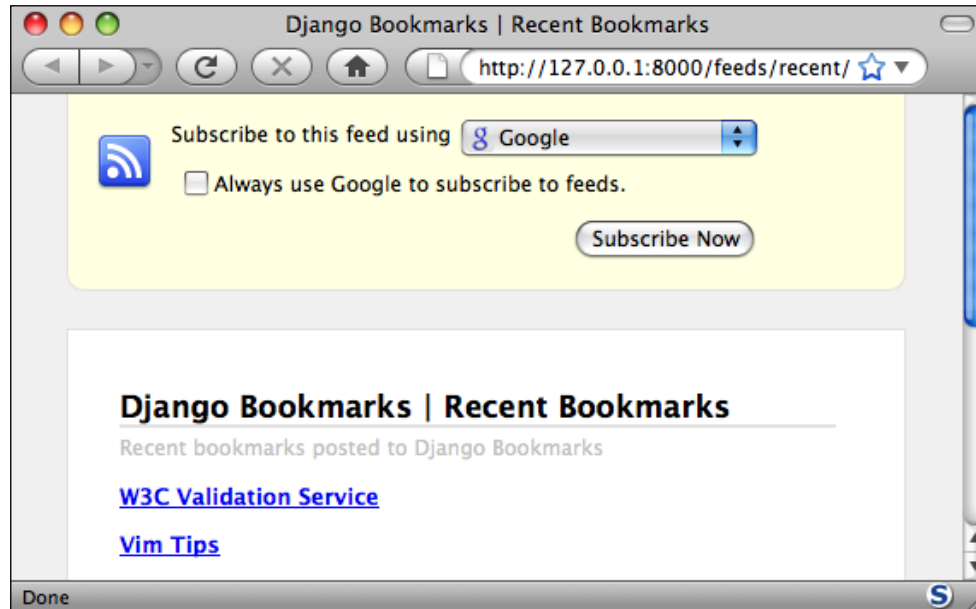 Django Bookmarks | Recent Bookmarks
http://127.0.0.1:8000/feeds/recent/
Subscribe to this feed using
g Google
Always use Google to subscribe to feeds.
Subscribe Now
Django Bookmarks | Recent Bookmarks
Recent bookmarks posted to Django Bookmarks
W3C Validation Service
Vim Tips
Done
S